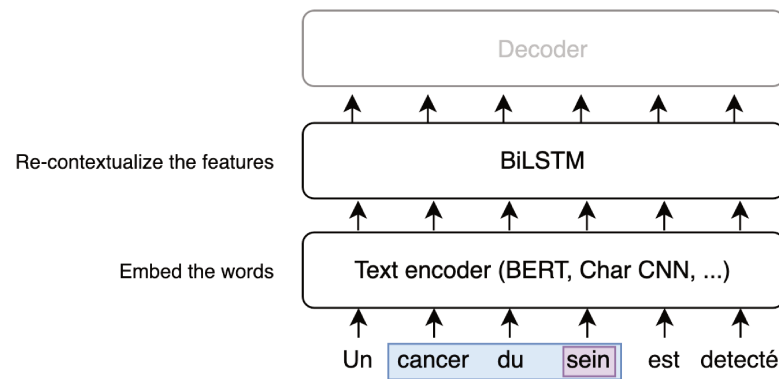 Decoder
Re-contextualize the features
BiLSTM
Embed the words
Text encoder (BERT, Char CNN, ...)
Un cancer du sein est detecté